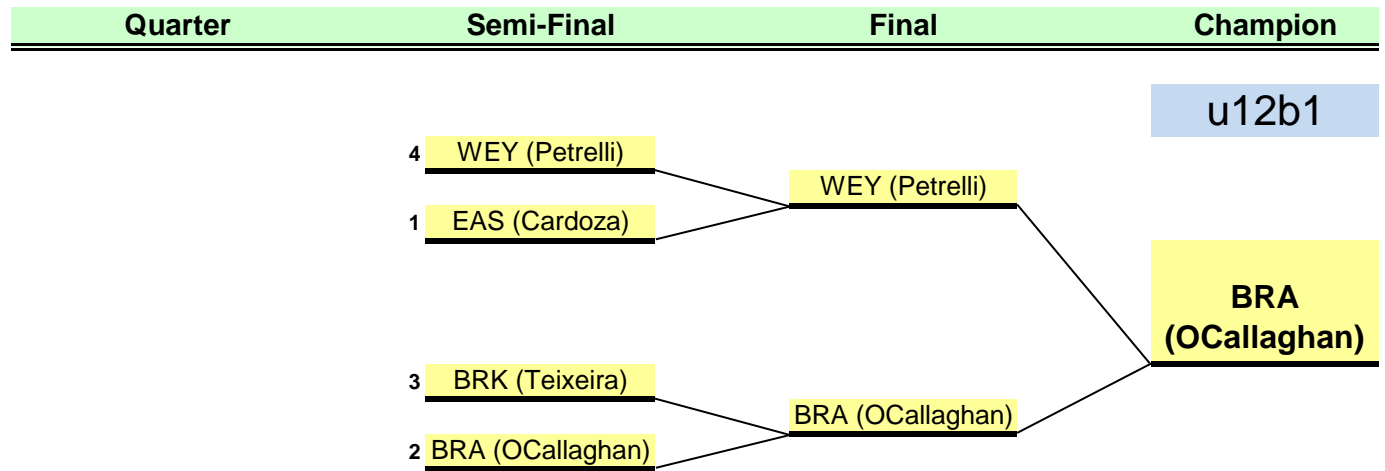 Quarter Semi-Final Final Champion
u12b1
4 WEY (Petrelli)
WEY (Petrelli)
1 EAS (Cardoza)
BRA
(OCallaghan)
3 BRK (Teixeira)
BRA (OCallaghan)
2 BRA (OCallaghan)